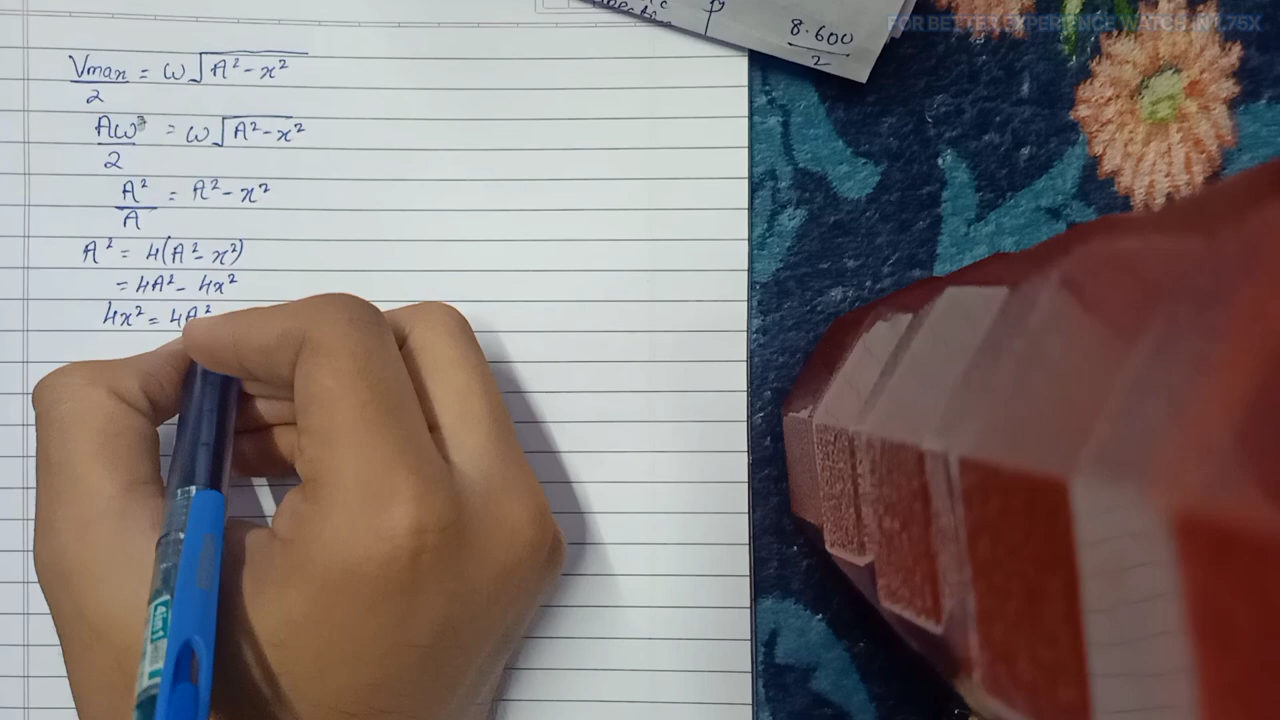 FOR BETTER EXPERIENCE WATCH IN 1.75X
8.600
2
Vmax = ω√A² - x²
2
Aω = ω√A² - x²
2
A² = A² - x²
A
A² = 4(A² - x²)
= 4A² - 4x²
4x² = 4A²
4in1